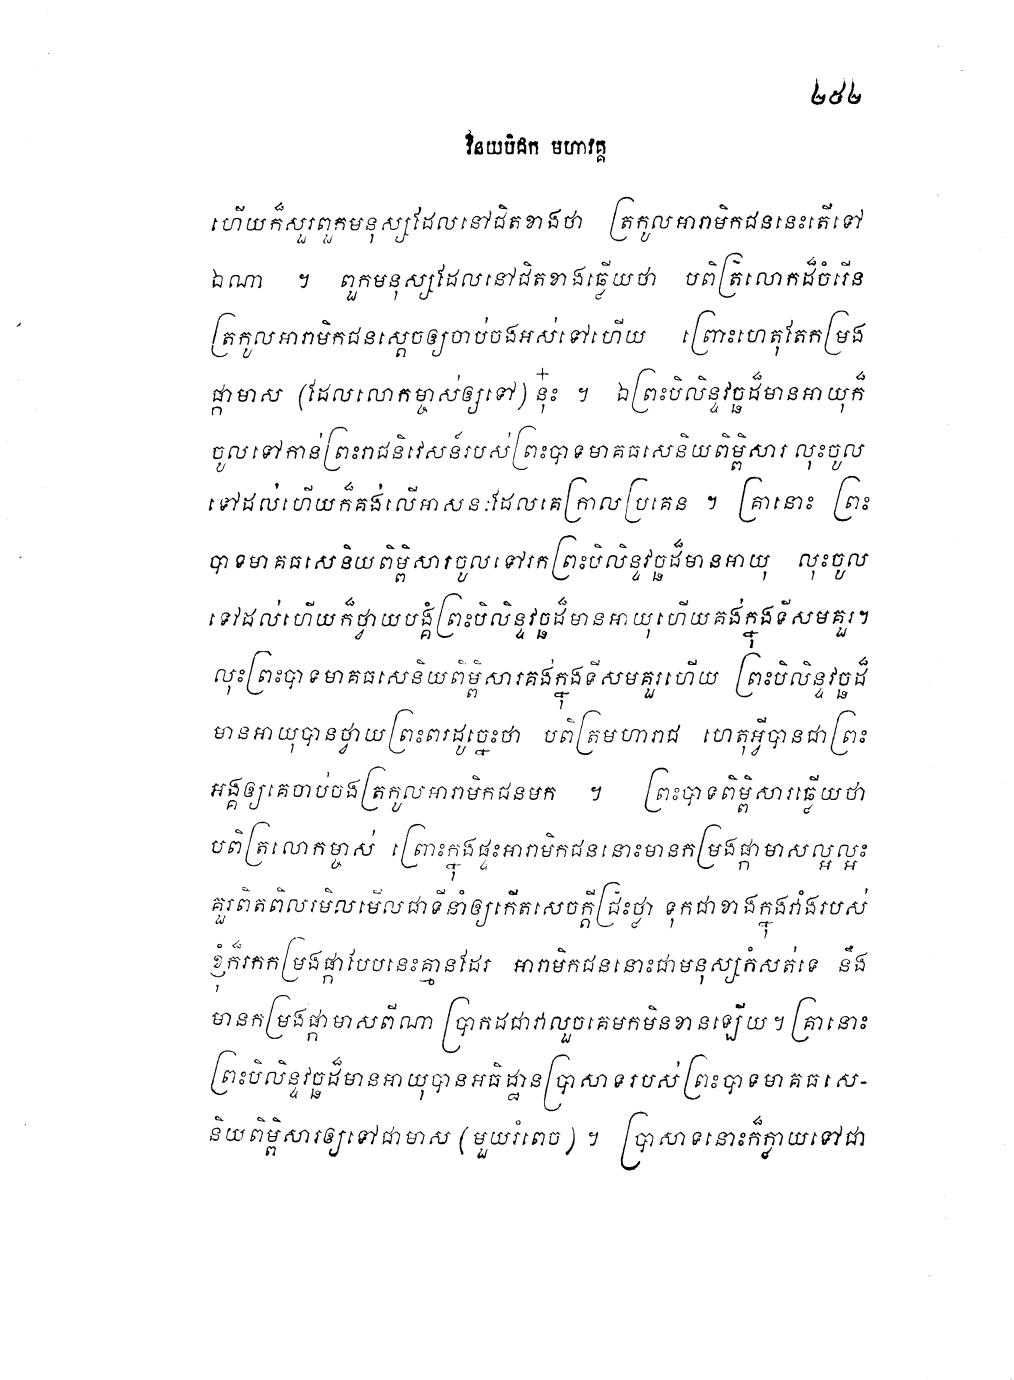 ២៥២
វិនយបិដក មហាវគ្គ
ហើយក៏សួរពួកមនុស្សដែលនៅជិតខាងថា ត្រកូលអារាមិកជននេះតើទៅ
ឯណា ។ ពួកមនុស្សដែលនៅជិតខាងឆ្លើយថា បពិត្រលោកដ៏ចំរើន
ត្រកូលអារាមិកជនស្តេចឲ្យចាប់ចងអស់ទៅហើយ ព្រោះហេតុតែកម្រង
ផ្កាមាស (ដែលលោកម្ចាស់ឲ្យទៅ) នុ៎ះ ។ ឯព្រះបិលិន្ទវច្ឆដ៏មានអាយុក៏
ចូលទៅកាន់ព្រះរាជនិវេសន៍របស់ព្រះបាទមាគធសេនិយពិម្ពិសារ លុះចូល
ទៅដល់ហើយក៏គង់លើអាសនៈដែលគេក្រាលប្រគេន ។ គ្រានោះ ព្រះ
បាទមាគធសេនិយពិម្ពិសារចូលទៅរកព្រះបិលិន្ទវច្ឆដ៏មានអាយុ លុះចូល
ទៅដល់ហើយក៏ថ្វាយបង្គំព្រះបិលិន្ទវច្ឆដ៏មានអាយុហើយគង់ក្នុងទីសមគួរ។
លុះព្រះបាទមាគធសេនិយពិម្ពិសារគង់ក្នុងទីសមគួរហើយ ព្រះបិលិន្ទវច្ឆដ៏
មានអាយុបានថ្វាយព្រះពរដូច្នេះថា បពិត្រមហារាជ ហេតុអ្វីបានជាព្រះ
អង្គឲ្យគេចាប់ចងត្រកូលអារាមិកជនមក ។ ព្រះបាទពិម្ពិសារឆ្លើយថា
បពិត្រលោកម្ចាស់ ព្រោះក្នុងផ្ទះអារាមិកជននោះមានកម្រងផ្កាមាសល្អល្អះ
គួរពិតពិលរមិលមើលជាទីនាំឲ្យកើតសេចក្តីជ្រះថ្លា ទុកជាខាងក្នុងវាំងរបស់
ខ្ញុំក៏រកកម្រងផ្កាបែបនេះគ្មានដែរ អារាមិកជននោះជាមនុស្សកំសត់ទេ នឹង
មានកម្រងផ្កាមាសពីណា ប្រាកដជាវាលួចគេមកមិនខានឡើយ។ គ្រានោះ
ព្រះបិលិន្ទវច្ឆដ៏មានអាយុបានអធិដ្ឋានប្រាសាទរបស់ព្រះបាទមាគធសេ-
និយពិម្ពិសារឲ្យទៅជាមាស (មួយរំពេច) ។ ប្រាសាទនោះក៏ក្លាយទៅជា